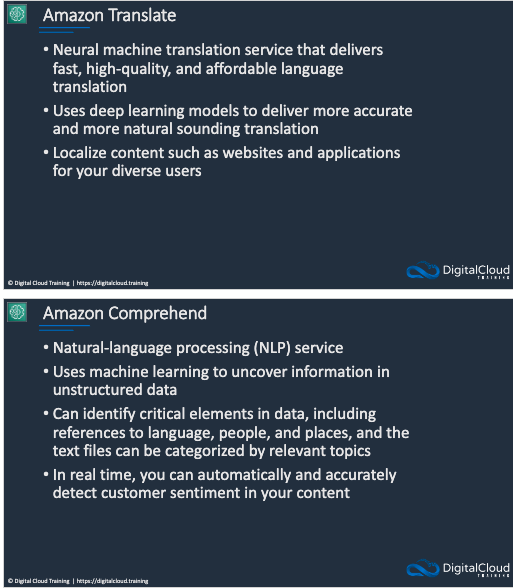 Amazon Translate
• Neural machine translation service that delivers
fast, high-quality, and affordable language
translation
• Uses deep learning models to deliver more accurate
and more natural sounding translation
• Localize content such as websites and applications
for your diverse users
DigitalCloud
TRAINING
© Digital Cloud Training | https://digitalcloud.training
Amazon Comprehend
• Natural-language processing (NLP) service
• Uses machine learning to uncover information in
unstructured data
• Can identify critical elements in data, including
references to language, people, and places, and the
text files can be categorized by relevant topics
• In real time, you can automatically and accurately
detect customer sentiment in your content
DigitalCloud
TRAINING
© Digital Cloud Training | https://digitalcloud.training